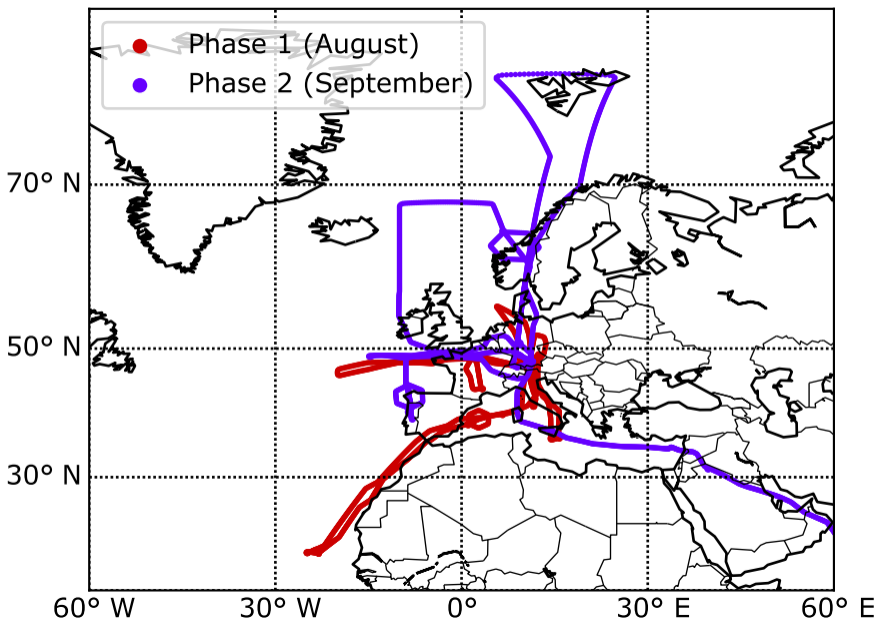 Phase 1 (August)
Phase 2 (September)
70° N
50° N
30° N
60° W
30° W
0°
30° E
60° E